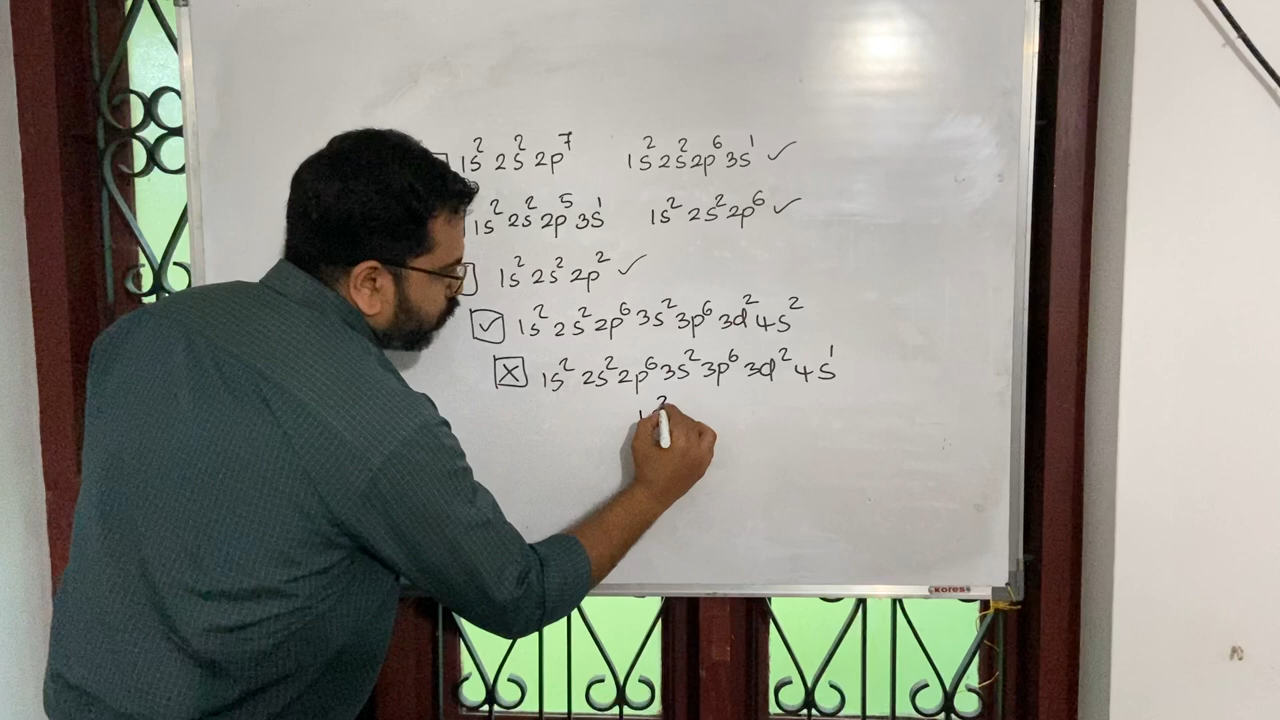 1s² 2s² 2p⁷ 1s² 2s² 2p⁶ 3s¹ ✓
1s² 2s² 2p⁵ 3s¹ 1s² 2s² 2p⁶ ✓
1s² 2s² 2p² ✓
☑ 1s² 2s² 2p⁶ 3s² 3p⁶ 3d² 4s²
☒ 1s² 2s² 2p⁶ 3s² 3p⁶ 3d² 4s¹
kores